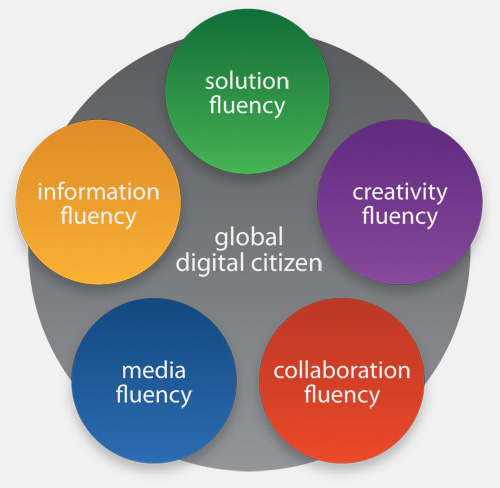 solution
fluency
information
fluency
creativity
fluency
global
digital citizen
media
fluency
collaboration
fluency